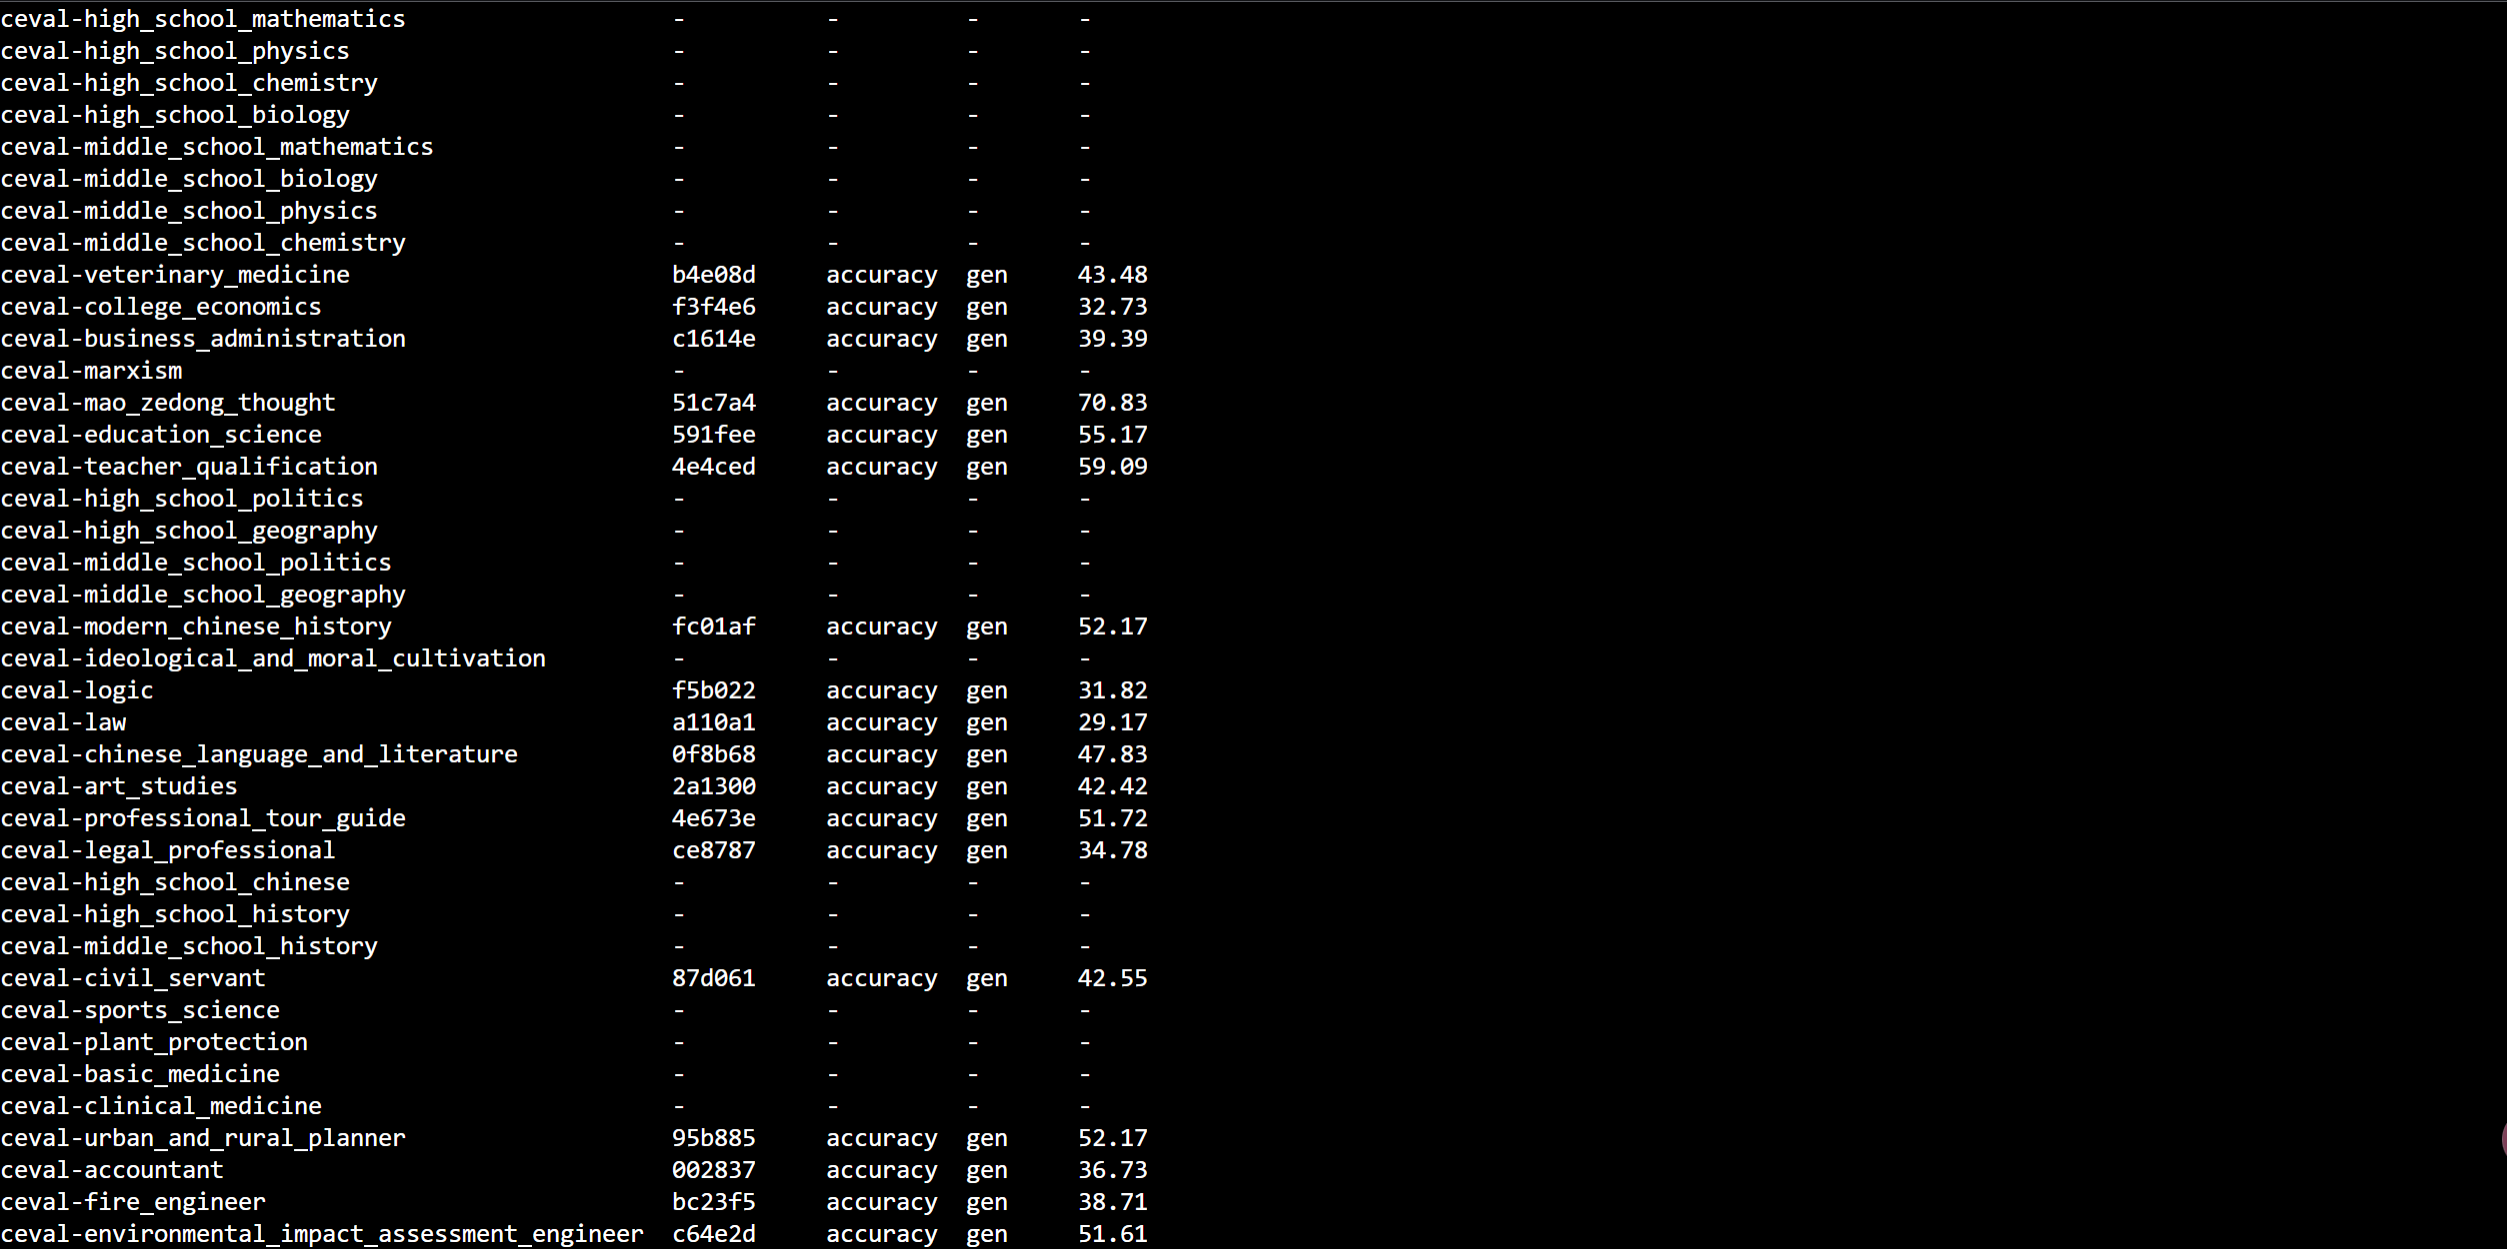 ceval-high_school_mathematics - - - -
ceval-high_school_physics - - - -
ceval-high_school_chemistry - - - -
ceval-high_school_biology - - - -
ceval-middle_school_mathematics - - - -
ceval-middle_school_biology - - - -
ceval-middle_school_physics - - - -
ceval-middle_school_chemistry - - - -
ceval-veterinary_medicine b4e08d accuracy gen 43.48
ceval-college_economics f3f4e6 accuracy gen 32.73
ceval-business_administration c1614e accuracy gen 39.39
ceval-marxism - - - -
ceval-mao_zedong_thought 51c7a4 accuracy gen 70.83
ceval-education_science 591fee accuracy gen 55.17
ceval-teacher_qualification 4e4ced accuracy gen 59.09
ceval-high_school_politics - - - -
ceval-high_school_geography - - - -
ceval-middle_school_politics - - - -
ceval-middle_school_geography - - - -
ceval-modern_chinese_history fc01af accuracy gen 52.17
ceval-ideological_and_moral_cultivation - - - -
ceval-logic f5b022 accuracy gen 31.82
ceval-law a110a1 accuracy gen 29.17
ceval-chinese_language_and_literature 0f8b68 accuracy gen 47.83
ceval-art_studies 2a1300 accuracy gen 42.42
ceval-professional_tour_guide 4e673e accuracy gen 51.72
ceval-legal_professional ce8787 accuracy gen 34.78
ceval-high_school_chinese - - - -
ceval-high_school_history - - - -
ceval-middle_school_history - - - -
ceval-civil_servant 87d061 accuracy gen 42.55
ceval-sports_science - - - -
ceval-plant_protection - - - -
ceval-basic_medicine - - - -
ceval-clinical_medicine - - - -
ceval-urban_and_rural_planner 95b885 accuracy gen 52.17
ceval-accountant 002837 accuracy gen 36.73
ceval-fire_engineer bc23f5 accuracy gen 38.71
ceval-environmental_impact_assessment_engineer c64e2d accuracy gen 51.61